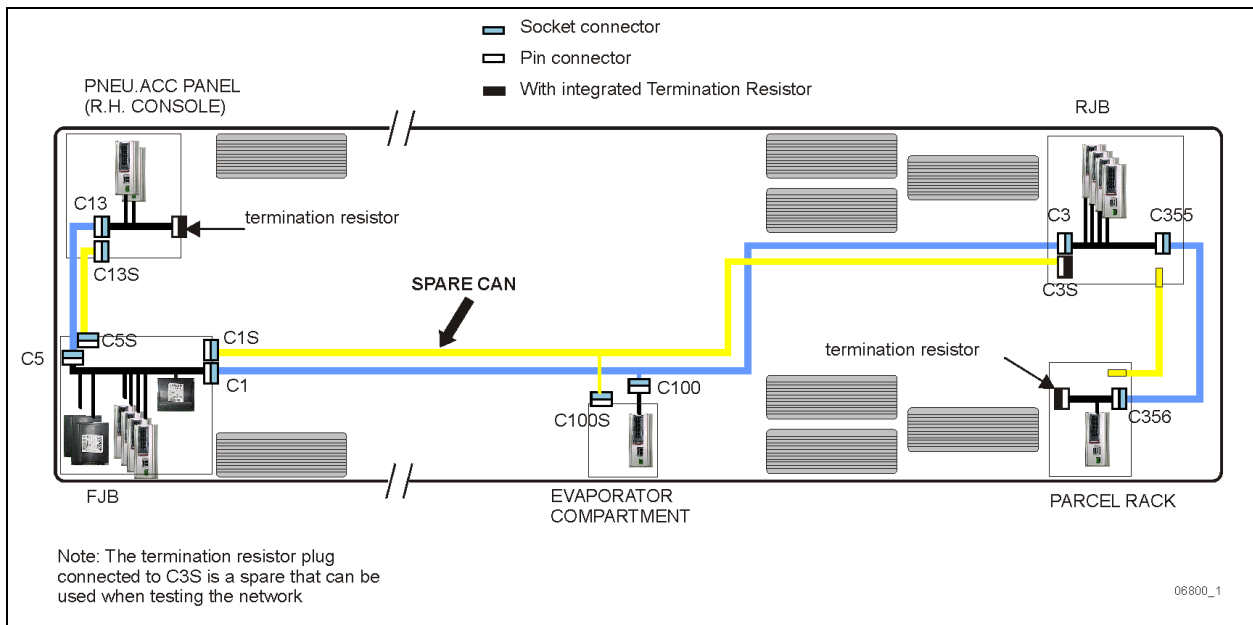 Socket connector
Pin connector
With integrated Termination Resistor
PNEU.ACC PANEL
(R.H. CONSOLE)
RJB
C13
termination resistor
C3
C355
C13S
SPARE CAN
C3S
C5
C5S
C1S
C1
termination resistor
C100
C100S
C356
FJB
EVAPORATOR
COMPARTMENT
PARCEL RACK
Note: The termination resistor plug
connected to C3S is a spare that can be
used when testing the network
06800_1